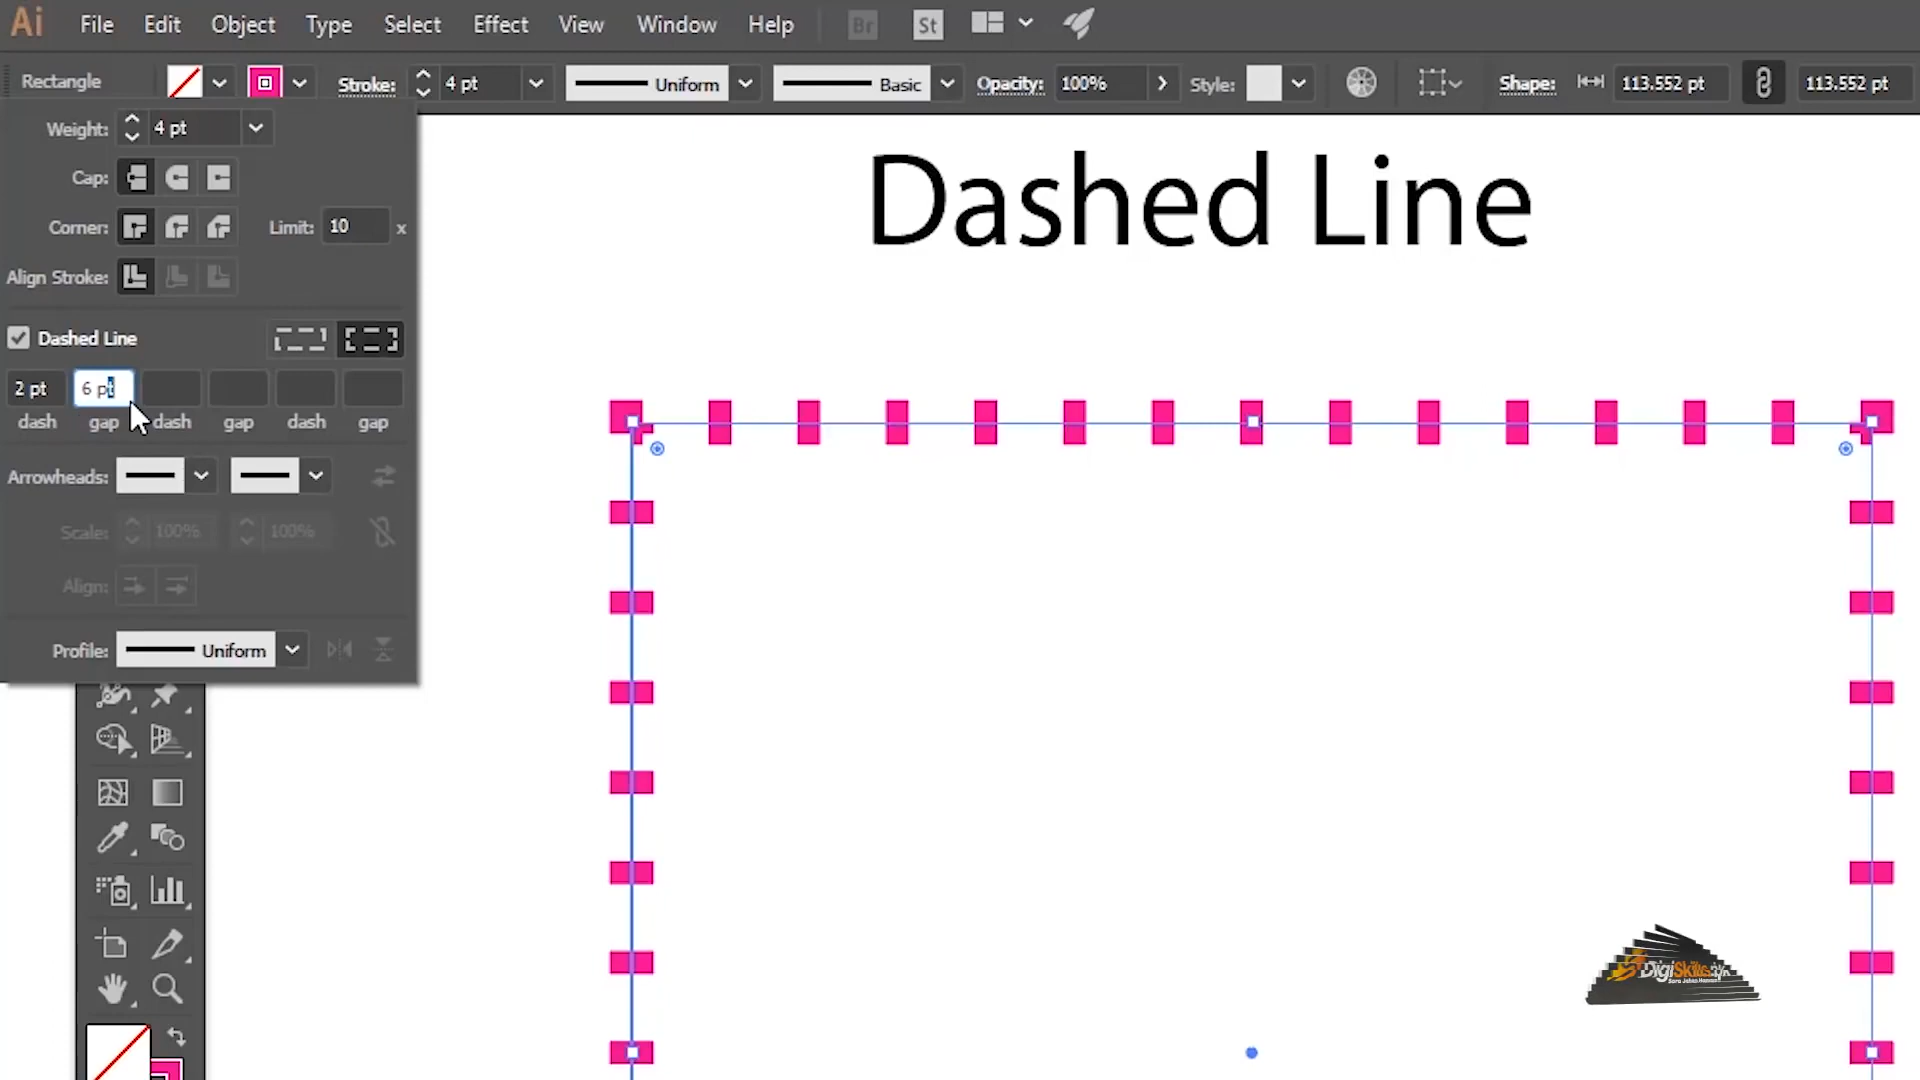 Ai File Edit Object Type Select Effect View Window Help Br St
Rectangle Stroke: 4 pt Uniform Basic Opacity: 100% Style: Shape: 113.552 pt 113.552 pt
Weight: 4 pt
Cap:
Corner: Limit: 10 x
Align Stroke:
Dashed Line
2 pt 6 pt
dash gap dash gap dash gap
Arrowheads:
Scale: 100% 100%
Align:
Profile: Uniform
Dashed Line
DigiSkills.pk